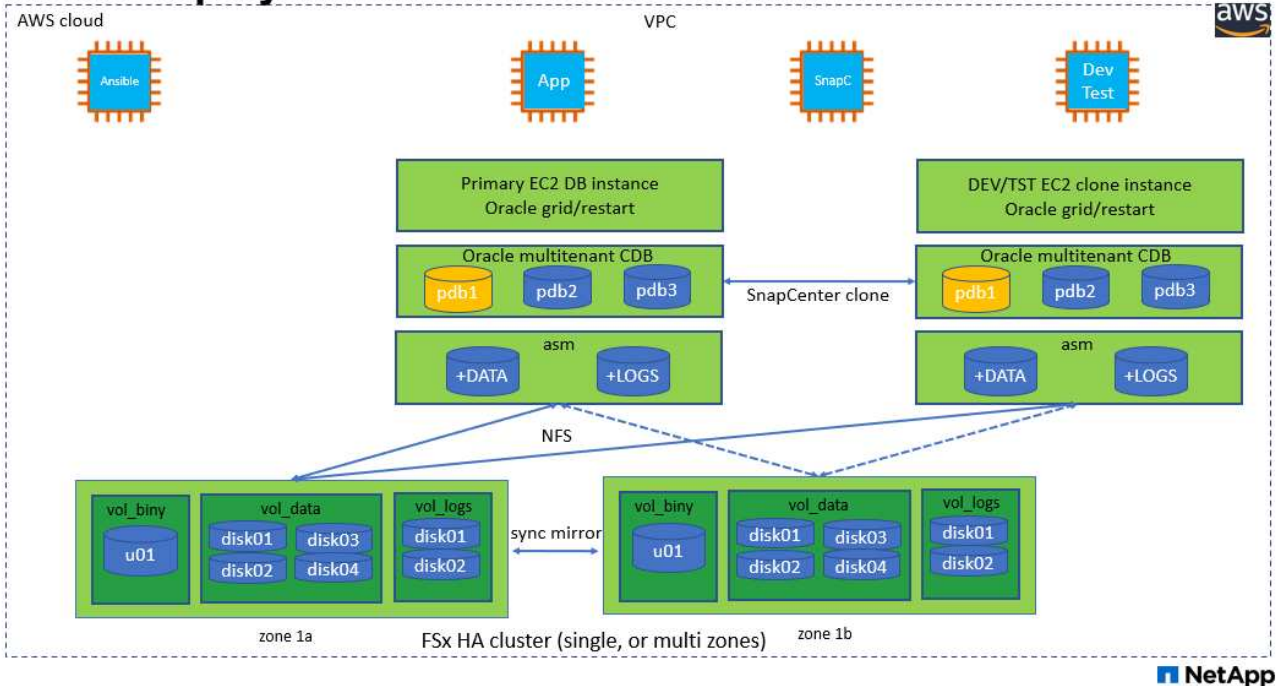 AWS cloud
VPC
aws
Ansible
App
SnapC
Dev
Test
Primary EC2 DB instance
Oracle grid/restart
DEV/TST EC2 clone instance
Oracle grid/restart
Oracle multitenant CDB
pdb1
pdb2
pdb3
SnapCenter clone
Oracle multitenant CDB
pdb1
pdb2
pdb3
asm
+DATA
+LOGS
asm
+DATA
+LOGS
NFS
vol_biny
u01
vol_data
disk01
disk03
disk02
disk04
vol_logs
disk01
disk02
sync mirror
vol_biny
u01
vol_data
disk01
disk03
disk02
disk04
vol_logs
disk01
disk02
zone 1a
FSx HA cluster (single, or multi zones)
zone 1b
NetApp